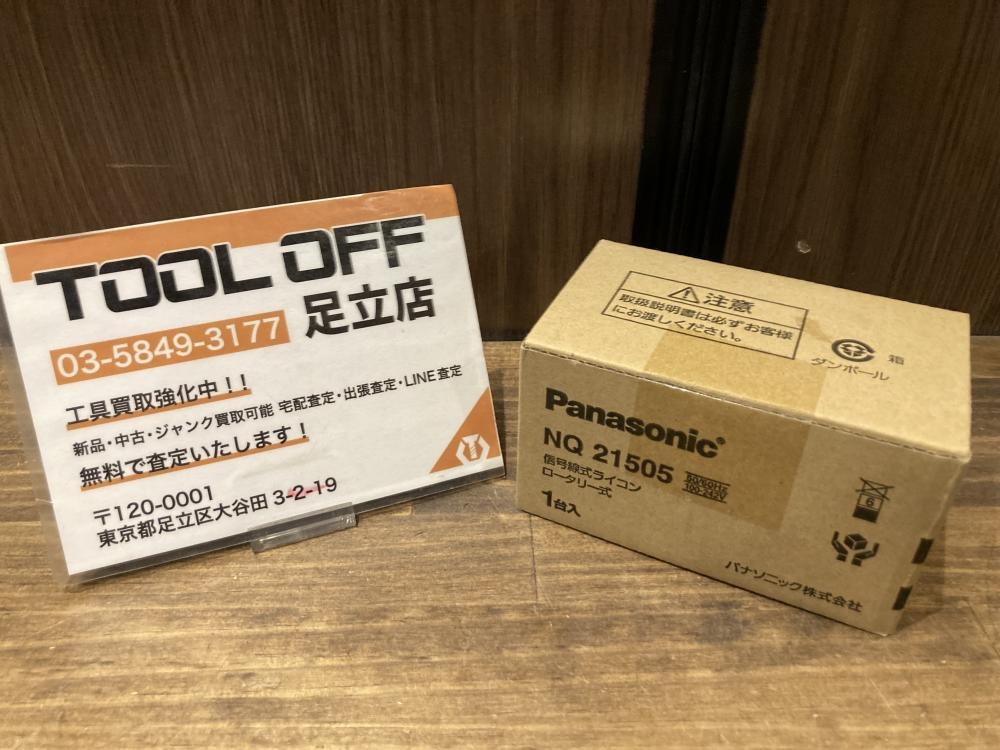 TOOL OFF
足立店
03-5849-3177
工具買取強化中!!
新品・中古・ジャンク買取可能 宅配査定・出張査定・LINE査定
無料で査定いたします!
〒120-0001
東京都足立区大谷田 3-2-19
注意
取扱説明書は必ずお客様
にお渡しください。
箱
ダンボール
Panasonic
NQ 21505
50/60Hz
100-242V
信号線式ライコン
ロータリー式
1台入
6
パナソニック株式会社